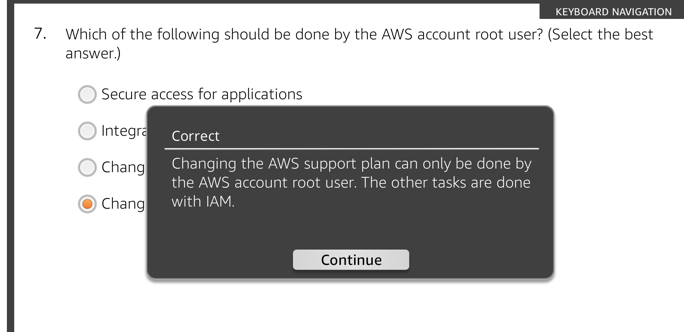 KEYBOARD NAVIGATION
7. Which of the following should be done by the AWS account root user? (Select the best
answer.)
Secure access for applications
Integra
Chang
Chang
Correct
Changing the AWS support plan can only be done by
the AWS account root user. The other tasks are done
with IAM.
Continue